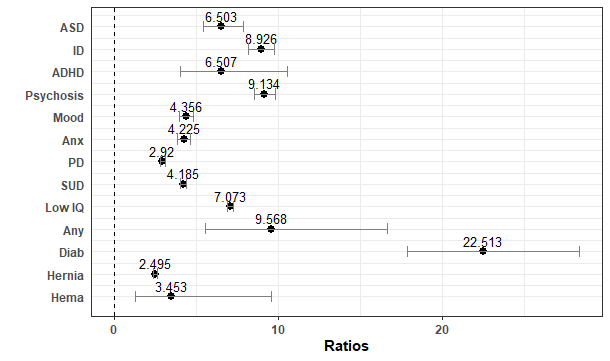 ASD 6.503
ID 8.926
ADHD 6.507
Psychosis 9.134
Mood 4.356
Anx 4.225
PD 2.92
SUD 4.185
Low IQ 7.073
Any 9.568
Diab 22.513
Hernia 2.495
Hema 3.453
0 10 20
Ratios